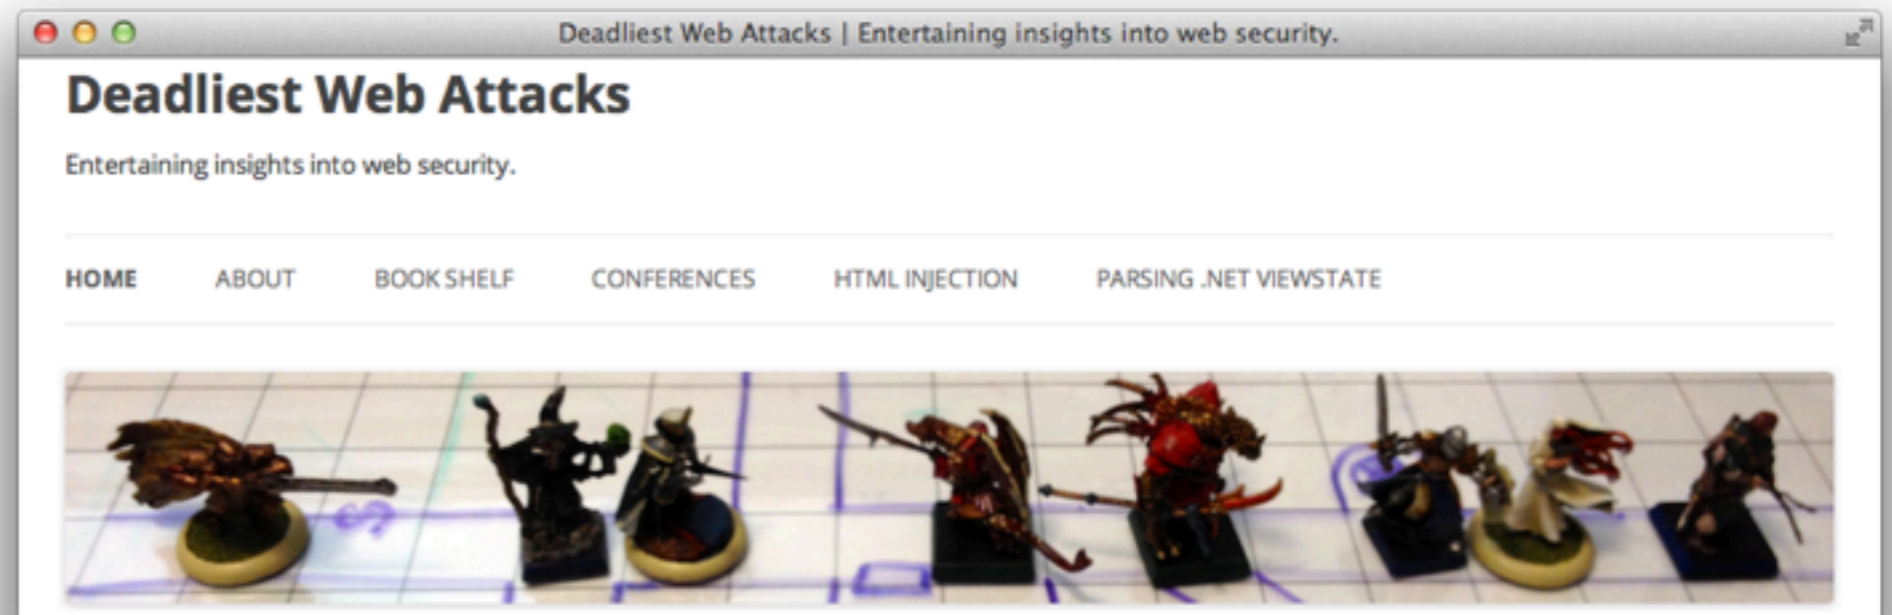 Deadliest Web Attacks | Entertaining insights into web security.
Deadliest Web Attacks
Entertaining insights into web security.
HOME ABOUT BOOK SHELF CONFERENCES HTML INJECTION PARSING .NET VIEWSTATE